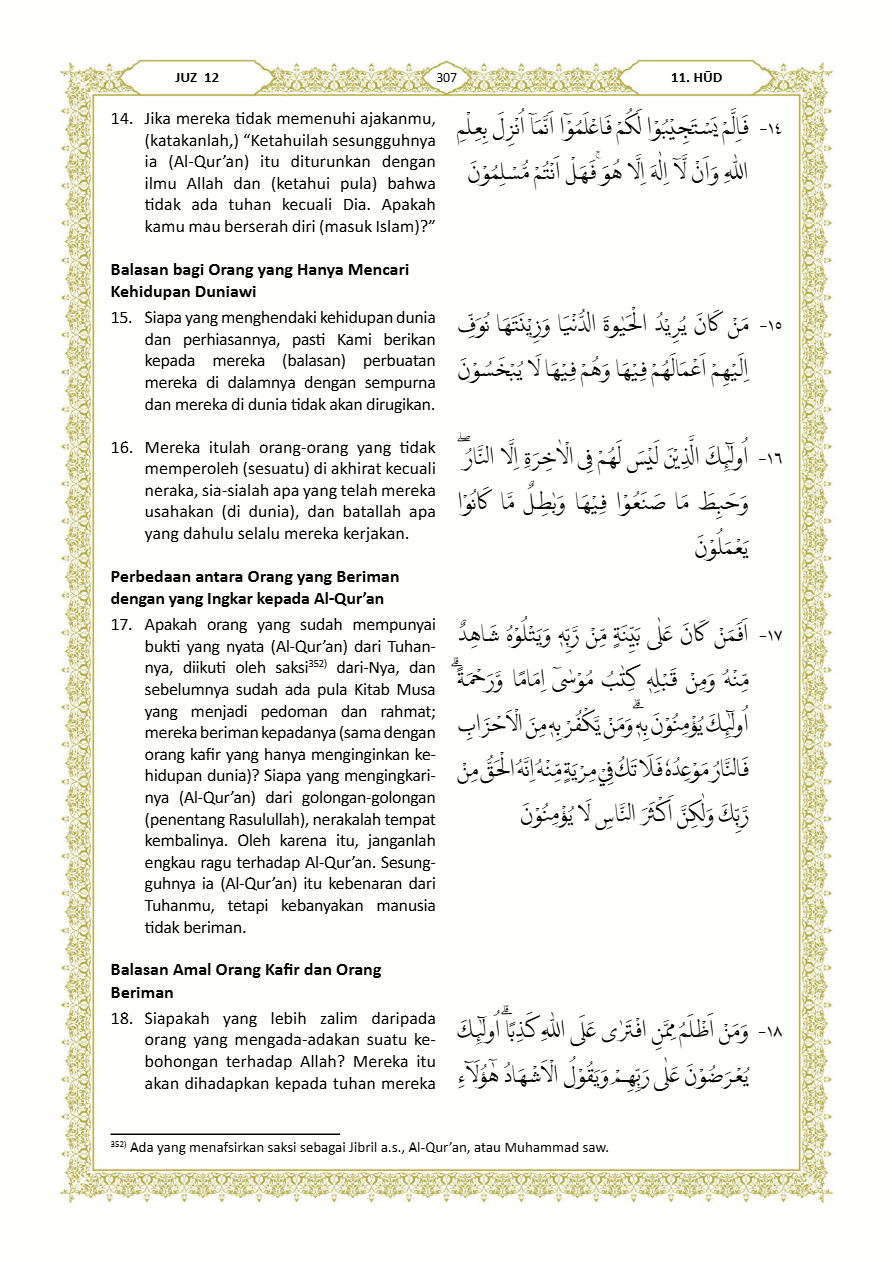 JUZ 12
307
11. HŪD
14. Jika mereka tidak memenuhi ajakanmu,
(katakanlah,) “Ketahuilah sesungguhnya
ia (Al-Qur’an) itu diturunkan dengan
ilmu Allah dan (ketahui pula) bahwa
tidak ada tuhan kecuali Dia. Apakah
kamu mau berserah diri (masuk Islam)?”
١٤- فَاِلَّمْ يَسْتَجِيْبُوْا لَكُمْ فَاعْلَمُوْٓا اَنَّمَآ اُنْزِلَ بِعِلْمِ
اللّٰهِ وَاَنْ لَّآ اِلٰهَ اِلَّا هُوَ ۚفَهَلْ اَنْتُمْ مُّسْلِمُوْنَ
Balasan bagi Orang yang Hanya Mencari
Kehidupan Duniawi
15. Siapa yang menghendaki kehidupan dunia
dan perhiasannya, pasti Kami berikan
kepada mereka (balasan) perbuatan
mereka di dalamnya dengan sempurna
dan mereka di dunia tidak akan dirugikan.
١٥- مَنْ كَانَ يُرِيْدُ الْحَيٰوةَ الدُّنْيَا وَزِيْنَتَهَا نُوَفِّ
اِلَيْهِمْ اَعْمَالَهُمْ فِيْهَا وَهُمْ فِيْهَا لَا يُبْخَسُوْنَ
16. Mereka itulah orang-orang yang tidak
memperoleh (sesuatu) di akhirat kecuali
neraka, sia-sialah apa yang telah mereka
usahakan (di dunia), dan batallah apa
yang dahulu selalu mereka kerjakan.
١٦- اُولٰۤىِٕكَ الَّذِيْنَ لَيْسَ لَهُمْ فِى الْاٰخِرَةِ اِلَّا النَّارُ ۖ
وَحَبِطَ مَا صَنَعُوْا فِيْهَا وَبٰطِلٌ مَّا كَانُوْا
يَعْمَلُوْنَ
Perbedaan antara Orang yang Beriman
dengan yang Ingkar kepada Al-Qur’an
17. Apakah orang yang sudah mempunyai
bukti yang nyata (Al-Qur’an) dari Tuhan-
nya, diikuti oleh saksi³⁵²⁾ dari-Nya, dan
sebelumnya sudah ada pula Kitab Musa
yang menjadi pedoman dan rahmat;
mereka beriman kepadanya (sama dengan
orang kafir yang hanya menginginkan ke-
hidupan dunia)? Siapa yang mengingkari-
nya (Al-Qur’an) dari golongan-golongan
(penentang Rasulullah), nerakalah tempat
kembalinya. Oleh karena itu, janganlah
engkau ragu terhadap Al-Qur’an. Sesung-
guhnya ia (Al-Qur’an) itu kebenaran dari
Tuhanmu, tetapi kebanyakan manusia
tidak beriman.
١٧- اَفَمَنْ كَانَ عَلٰى بَيِّنَةٍ مِّنْ رَّبِّهٖ وَيَتْلُوْهُ شَاهِدٌ
مِّنْهُ وَمِنْ قَبْلِهٖ كِتٰبُ مُوْسٰىٓ اِمَامًا وَّرَحْمَةًۗ
اُولٰۤىِٕكَ يُؤْمِنُوْنَ بِهٖۗ وَمَنْ يَّكْفُرْ بِهٖ مِنَ الْاَحْزَابِ
فَالنَّارُ مَوْعِدُهٗ فَلَا تَكُ فِيْ مِرْيَةٍ مِّنْهُ اِنَّهُ الْحَقُّ مِنْ
رَّبِّكَ وَلٰكِنَّ اَكْثَرَ النَّاسِ لَا يُؤْمِنُوْنَ
Balasan Amal Orang Kafir dan Orang
Beriman
18. Siapakah yang lebih zalim daripada
orang yang mengada-adakan suatu ke-
bohongan terhadap Allah? Mereka itu
akan dihadapkan kepada tuhan mereka
١٨- وَمَنْ اَظْلَمُ مِمَّنِ افْتَرٰى عَلَى اللّٰهِ كَذِبًاۗ اُولٰۤىِٕكَ
يُعْرَضُوْنَ عَلٰى رَبِّهِمْ وَيَقُوْلُ الْاَشْهَادُ هٰٓؤُلَاۤءِ
³⁵²⁾ Ada yang menafsirkan saksi sebagai Jibril a.s., Al-Qur’an, atau Muhammad saw.